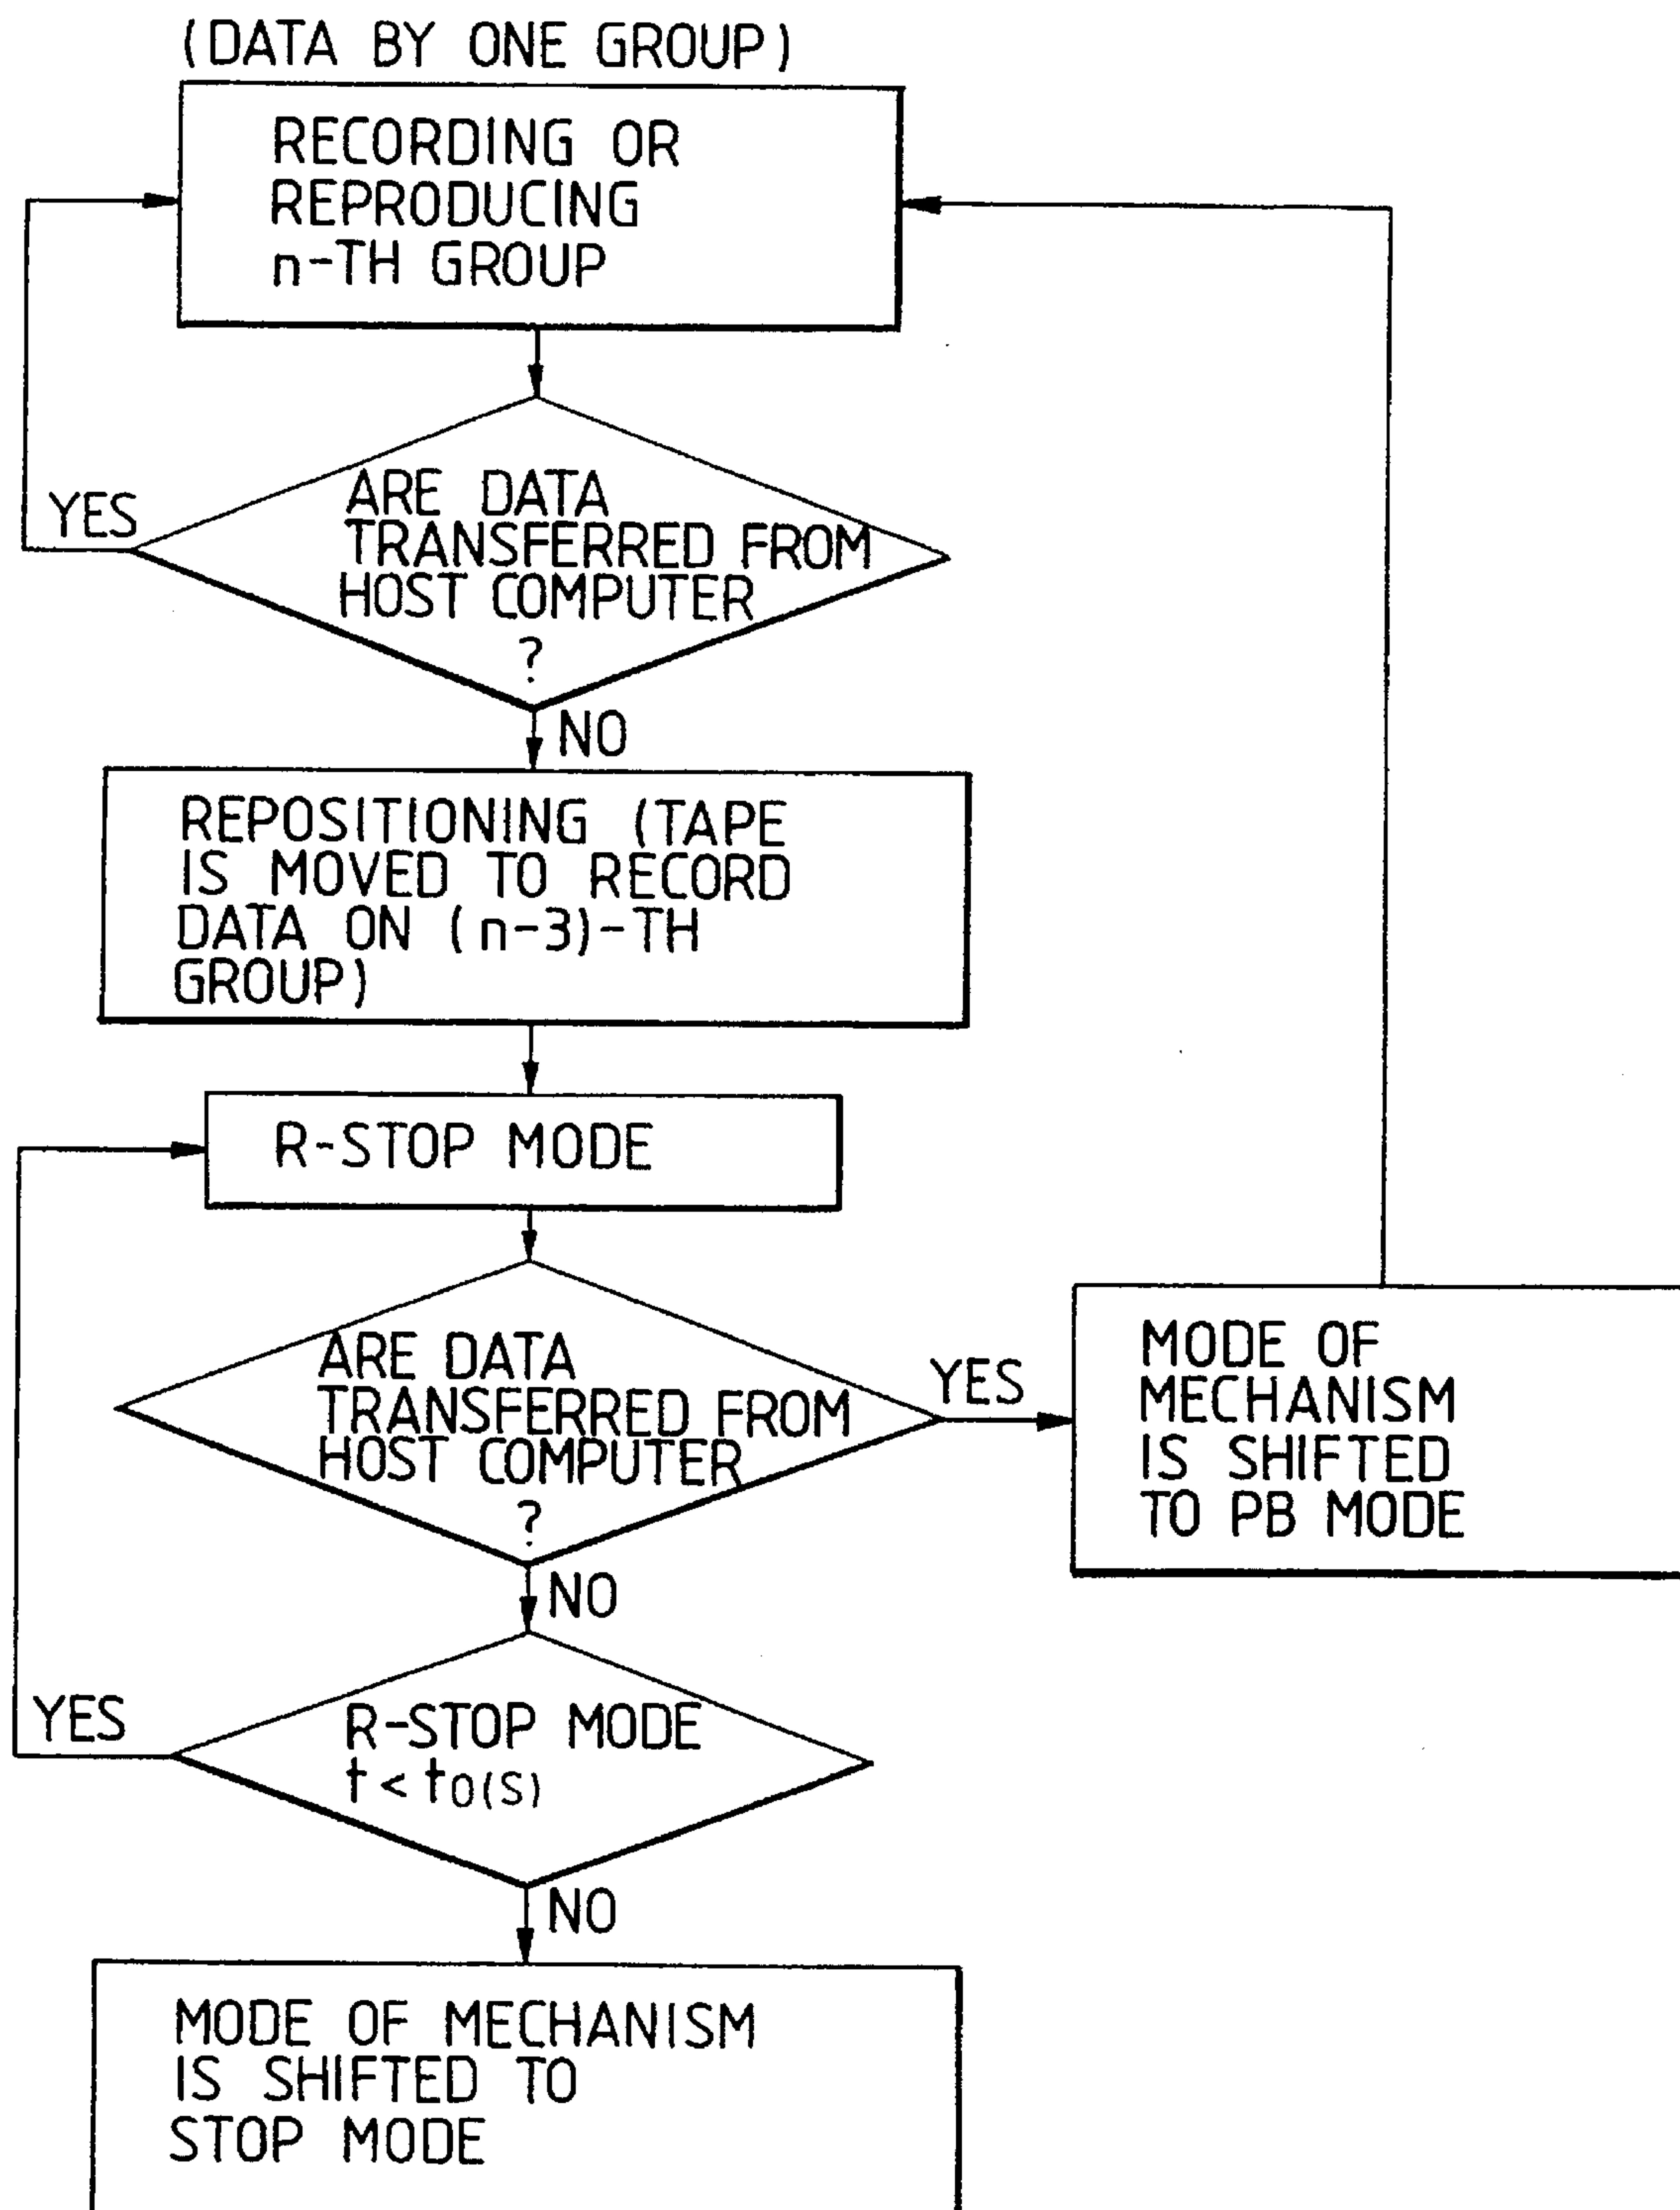 (DATA BY ONE GROUP)
RECORDING OR
REPRODUCING
n-TH GROUP
ARE DATA
TRANSFERRED FROM
HOST COMPUTER
?
YES
NO
REPOSITIONING (TAPE
IS MOVED TO RECORD
DATA ON (n-3)-TH
GROUP)
R-STOP MODE
ARE DATA
TRANSFERRED FROM
HOST COMPUTER
?
YES
MODE OF
MECHANISM
IS SHIFTED
TO PB MODE
NO
R-STOP MODE
t < t0(S)
YES
NO
MODE OF MECHANISM
IS SHIFTED TO
STOP MODE